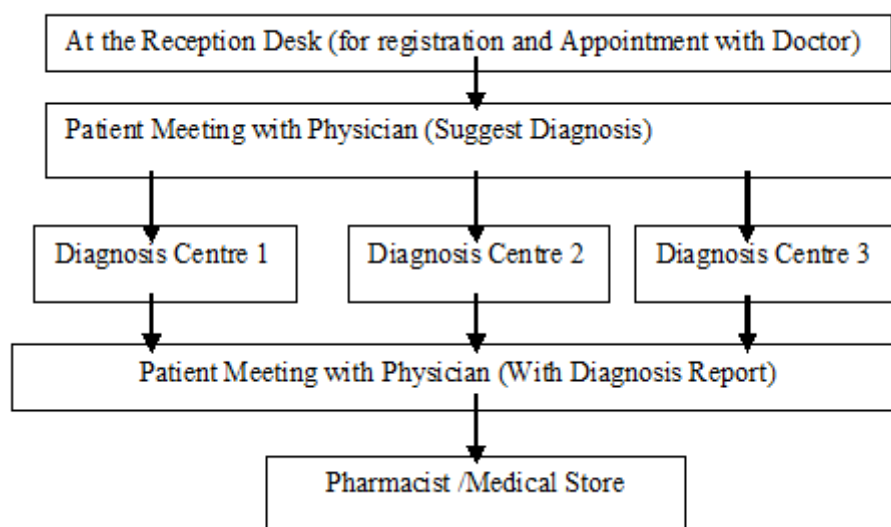 At the Reception Desk (for registration and Appointment with Doctor)
Patient Meeting with Physician (Suggest Diagnosis)
Diagnosis Centre 1
Diagnosis Centre 2
Diagnosis Centre 3
Patient Meeting with Physician (With Diagnosis Report)
Pharmacist /Medical Store